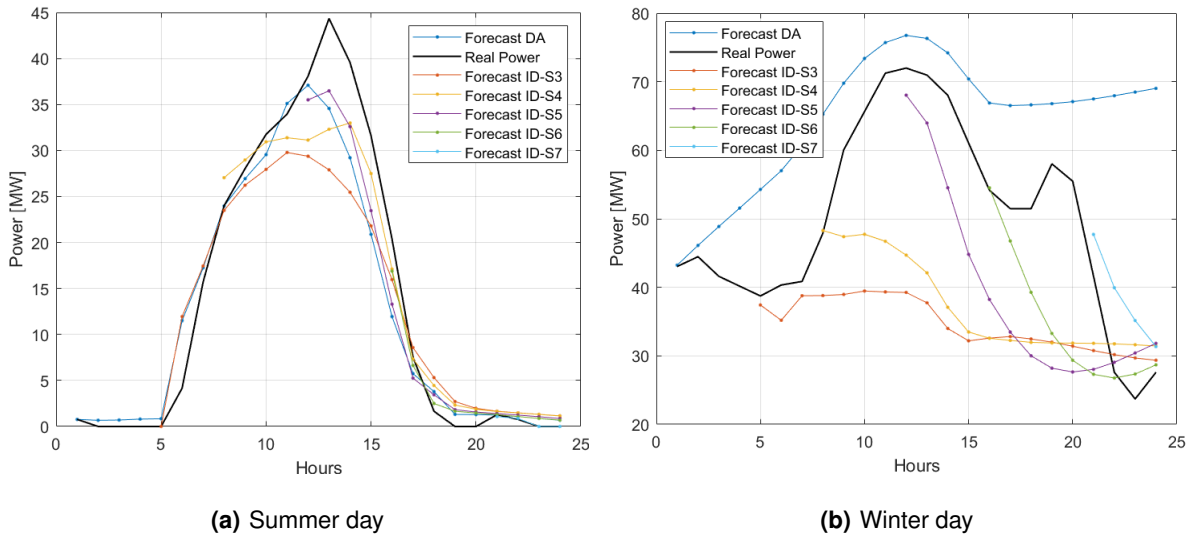 45
40
35
30
25
20
15
10
5
0
0
5
10
15
20
25
Power [MW]
Hours
Forecast DA
Real Power
Forecast ID-S3
Forecast ID-S4
Forecast ID-S5
Forecast ID-S6
Forecast ID-S7
(a) Summer day
80
70
60
50
40
30
20
0
5
10
15
20
25
Power [MW]
Hours
Forecast DA
Real Power
Forecast ID-S3
Forecast ID-S4
Forecast ID-S5
Forecast ID-S6
Forecast ID-S7
(b) Winter day